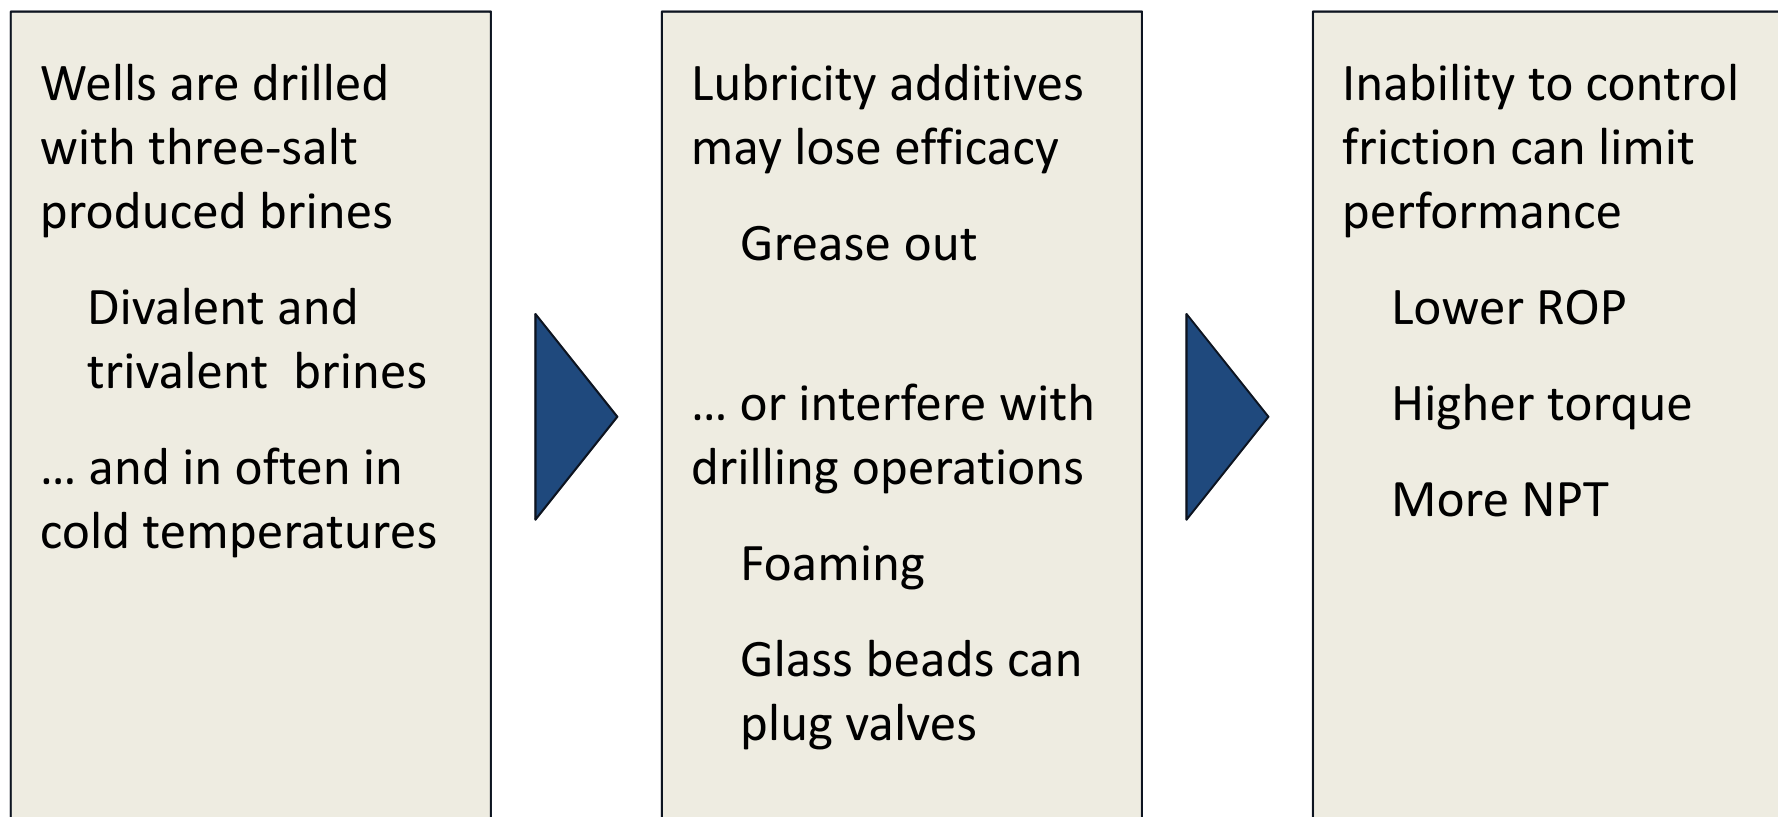 Wells are drilled
with three-salt
produced brines
Divalent and
trivalent  brines
… and in often in
cold temperatures
Lubricity additives
may lose efficacy
Grease out
… or interfere with
drilling operations
Foaming
Glass beads can
plug valves
Inability to control
friction can limit
performance
Lower ROP
Higher torque
More NPT